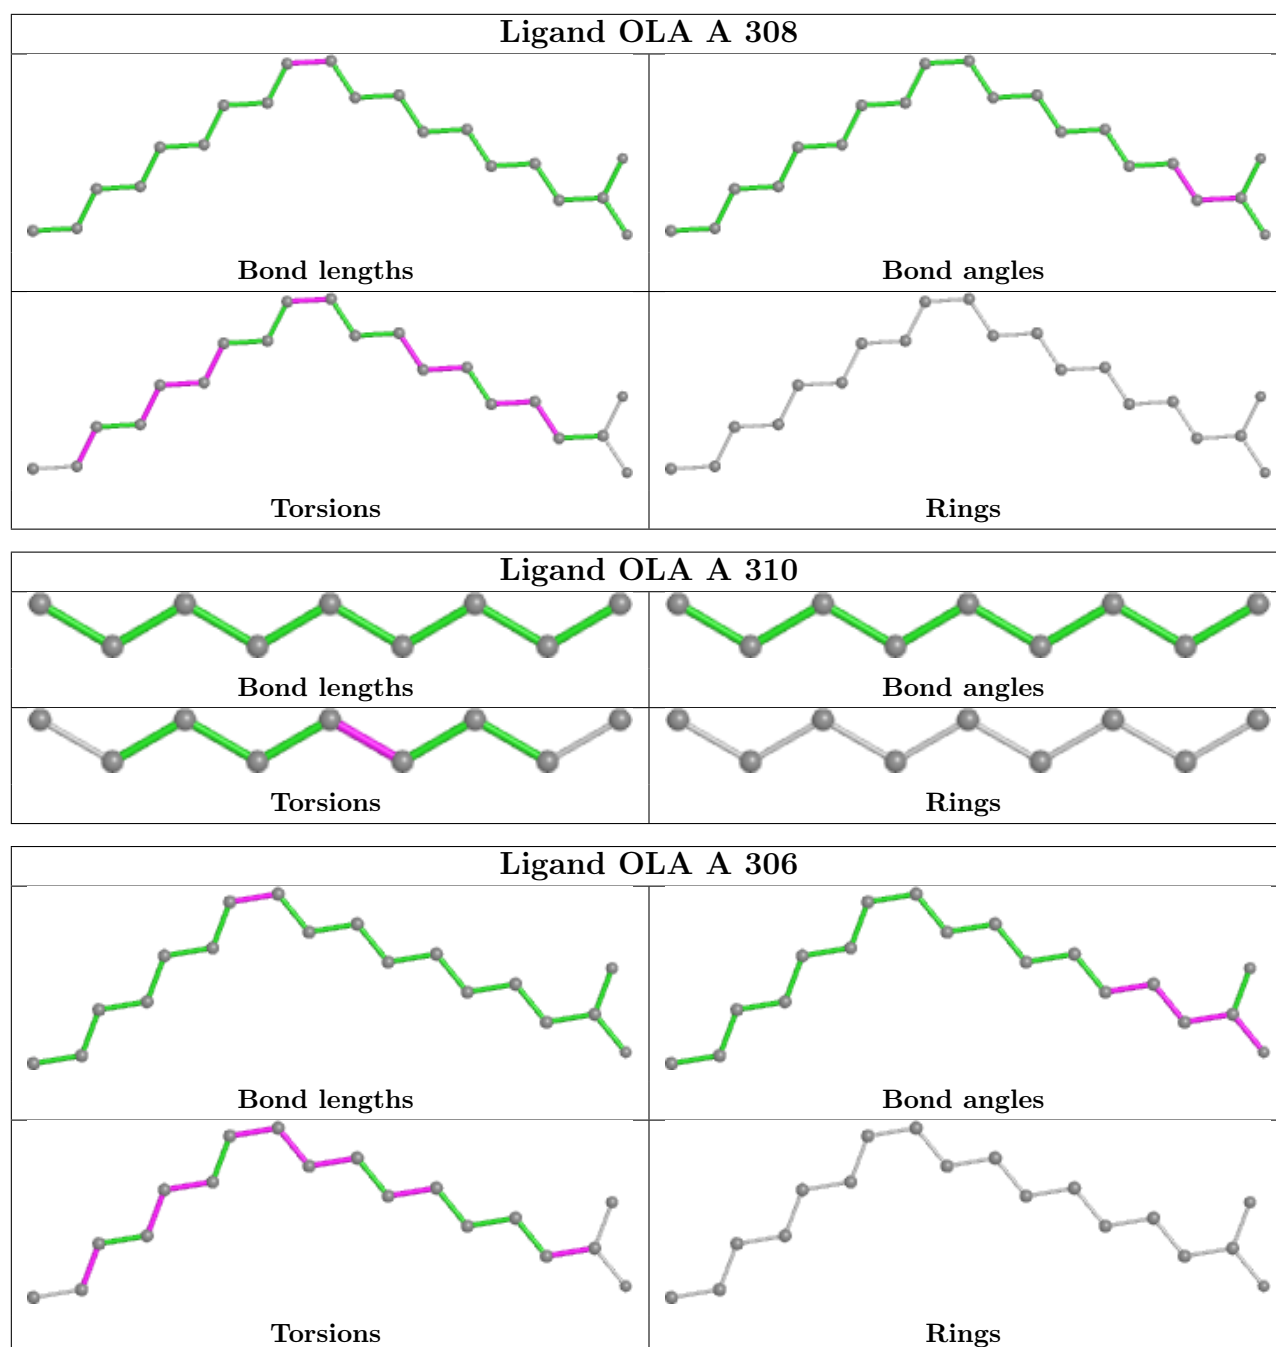 Ligand OLA A 308
Bond lengths
Bond angles
Torsions
Rings
Ligand OLA A 310
Bond lengths
Bond angles
Torsions
Rings
Ligand OLA A 306
Bond lengths
Bond angles
Torsions
Rings